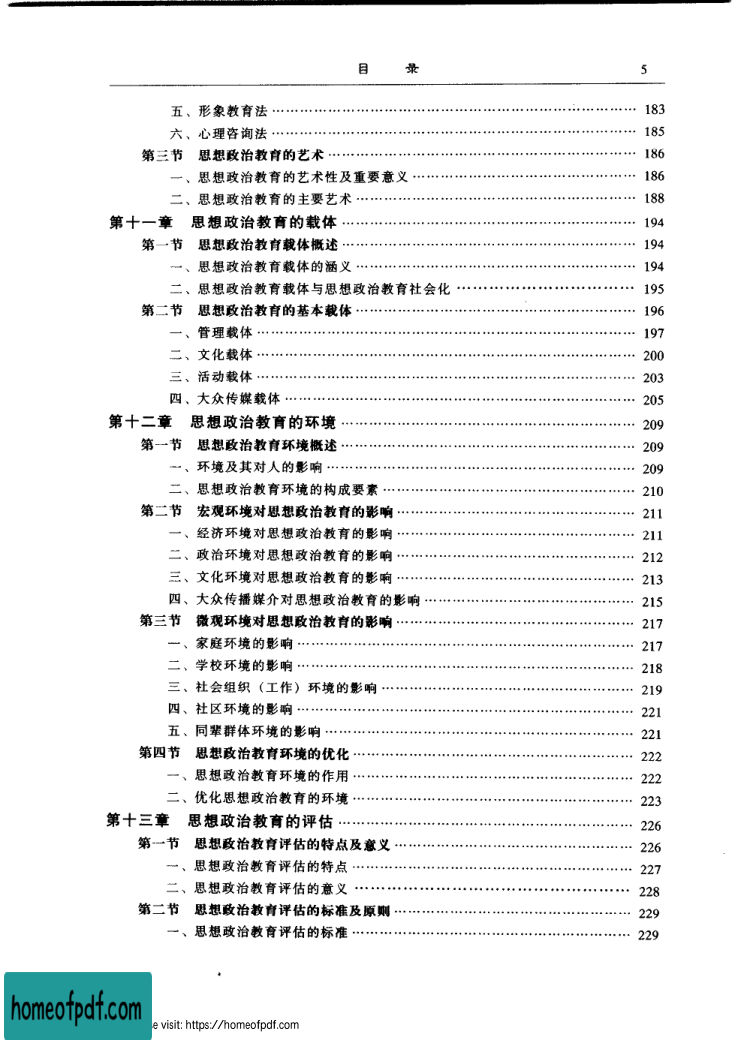 目 录 5
五、形象教育法 …… 183
六、心理咨询法 …… 185
第三节 思想政治教育的艺术 …… 186
一、思想政治教育的艺术性及重要意义 …… 186
二、思想政治教育的主要艺术 …… 188
第十一章 思想政治教育的载体 …… 194
第一节 思想政治教育载体概述 …… 194
一、思想政治教育载体的涵义 …… 194
二、思想政治教育载体与思想政治教育社会化 …… 195
第二节 思想政治教育的基本载体 …… 196
一、管理载体 …… 197
二、文化载体 …… 200
三、活动载体 …… 203
四、大众传媒载体 …… 205
第十二章 思想政治教育的环境 …… 209
第一节 思想政治教育环境概述 …… 209
一、环境及其对人的影响 …… 209
二、思想政治教育环境的构成要素 …… 210
第二节 宏观环境对思想政治教育的影响 …… 211
一、经济环境对思想政治教育的影响 …… 211
二、政治环境对思想政治教育的影响 …… 212
三、文化环境对思想政治教育的影响 …… 213
四、大众传播媒介对思想政治教育的影响 …… 215
第三节 微观环境对思想政治教育的影响 …… 217
一、家庭环境的影响 …… 217
二、学校环境的影响 …… 218
三、社会组织（工作）环境的影响 …… 219
四、社区环境的影响 …… 221
五、同辈群体环境的影响 …… 221
第四节 思想政治教育环境的优化 …… 222
一、思想政治教育环境的作用 …… 222
二、优化思想政治教育的环境 …… 223
第十三章 思想政治教育的评估 …… 226
第一节 思想政治教育评估的特点及意义 …… 226
一、思想政治教育评估的特点 …… 227
二、思想政治教育评估的意义 …… 228
第二节 思想政治教育评估的标准及原则 …… 229
一、思想政治教育评估的标准 …… 229
homeofpdf.com
e visit: https://homeofpdf.com